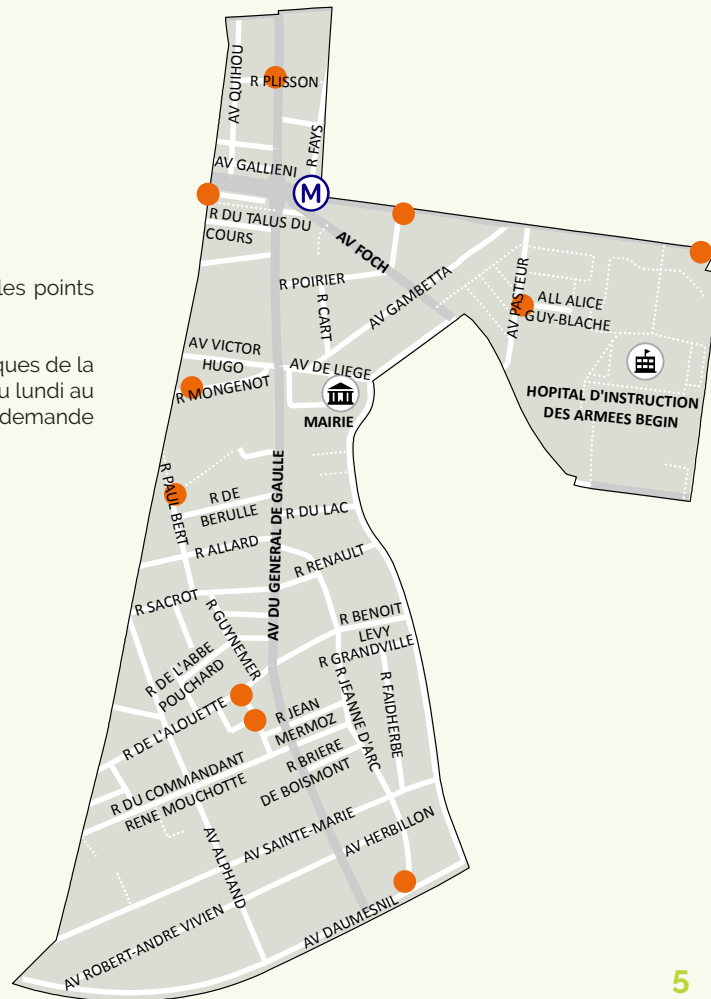 les points
ques de la
u lundi au
demande
AV QUIHOU
R PLISSON
R FAYS
AV GALLIENI
M
R DU TALUS DU
COURS
AV FOCH
R POIRIER
R CART
AV GAMBETTA
AV PASTEUR
ALL ALICE
GUY-BLACHE
AV VICTOR
HUGO
AV DE LIEGE
R MONGENOT
MAIRIE
HOPITAL D'INSTRUCTION
DES ARMEES BEGIN
R PAUL BERT
R DE
BERULLE
R DU LAC
AV DU GENERAL DE GAULLE
R ALLARD
R RENAULT
R SACROT
R GUYNEMER
R BENOIT
LEVY
R GRANDVILLE
R DE L'ABBE
POUCHARD
R JEANNE D'ARC
R FAIDHERBE
R DE L'ALOUETTE
R JEAN
MERMOZ
R BRIERE
DE BOISMONT
R DU COMMANDANT
RENE MOUCHOTTE
AV SAINTE-MARIE
AV HERBILLON
AV ALPHAND
AV ROBERT-ANDRE VIVIEN
AV DAUMESNIL
5